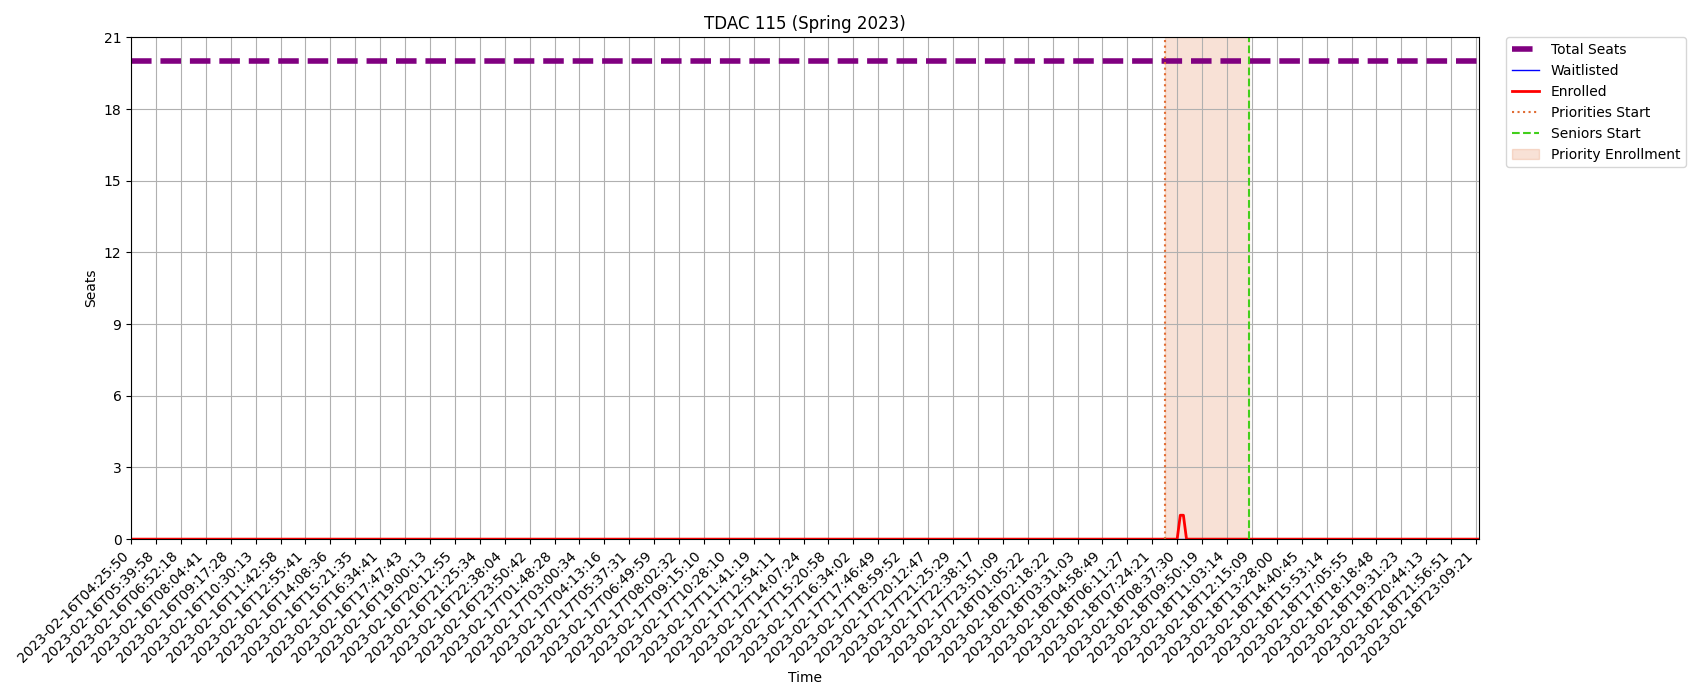 TDAC 115 (Spring 2023)
21
18
15
12
9
6
3
0
Seats
Total Seats
Waitlisted
Enrolled
Priorities Start
Seniors Start
Priority Enrollment
2023-02-16T04:25:50
2023-02-16T05:39:58
2023-02-16T06:52:18
2023-02-16T08:04:41
2023-02-16T09:17:28
2023-02-16T10:30:13
2023-02-16T11:42:58
2023-02-16T12:55:41
2023-02-16T14:08:36
2023-02-16T15:21:35
2023-02-16T16:34:41
2023-02-16T17:47:43
2023-02-16T19:00:13
2023-02-16T20:12:55
2023-02-16T21:25:34
2023-02-16T22:38:04
2023-02-16T23:50:42
2023-02-17T01:48:28
2023-02-17T03:00:34
2023-02-17T04:13:16
2023-02-17T05:37:31
2023-02-17T06:49:59
2023-02-17T08:02:32
2023-02-17T09:15:10
2023-02-17T10:28:10
2023-02-17T11:41:19
2023-02-17T12:54:11
2023-02-17T14:07:24
2023-02-17T15:20:58
2023-02-17T16:34:02
2023-02-17T17:46:49
2023-02-17T18:59:52
2023-02-17T20:12:47
2023-02-17T21:25:29
2023-02-17T22:38:17
2023-02-17T23:51:09
2023-02-18T01:05:22
2023-02-18T02:18:22
2023-02-18T03:31:03
2023-02-18T04:58:49
2023-02-18T06:11:27
2023-02-18T07:24:21
2023-02-18T08:37:30
2023-02-18T09:50:19
2023-02-18T11:03:14
2023-02-18T12:15:09
2023-02-18T13:28:00
2023-02-18T14:40:45
2023-02-18T15:53:14
2023-02-18T17:05:55
2023-02-18T18:18:48
2023-02-18T19:31:23
2023-02-18T20:44:13
2023-02-18T21:56:51
2023-02-18T23:09:21
Time